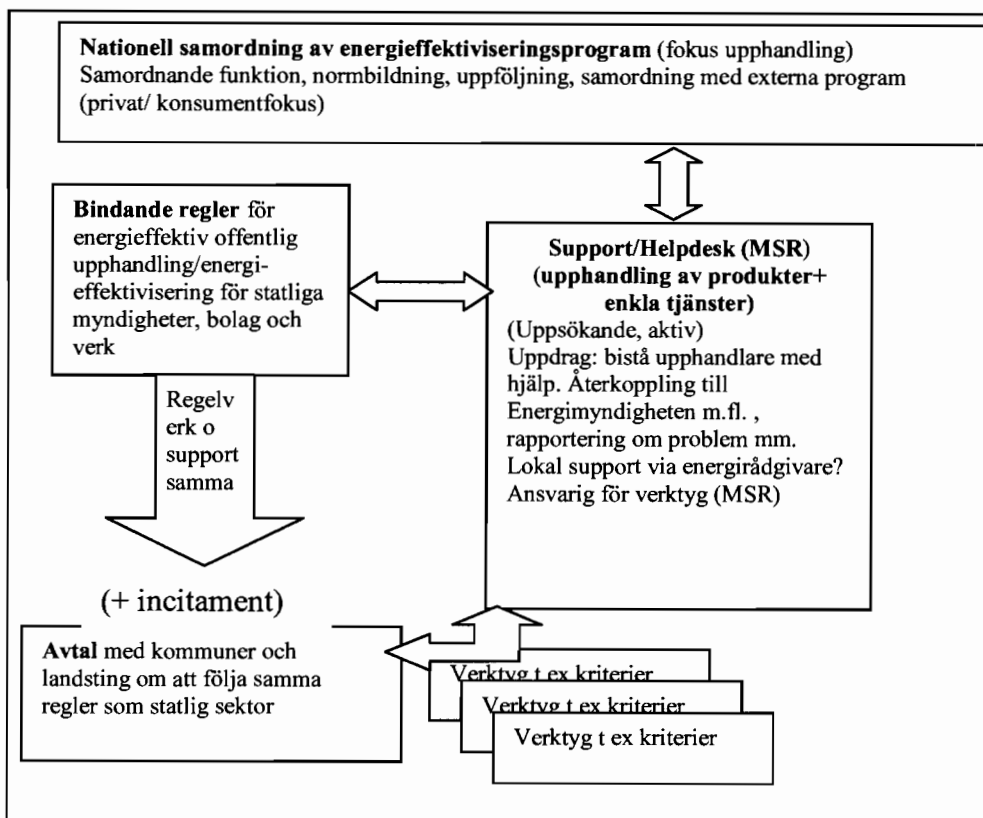 Nationell samordning av energieffektiviseringsprogram (fokus upphandling)
Samordnande funktion, normbildning, uppföljning, samordning med externa program
(privat/ konsumentfokus)
Bindande regler för
energieffektiv offentlig
upphandling/energi-
effektivisering för statliga
myndigheter, bolag och
verk
Support/Helpdesk (MSR)
(upphandling av produkter+
enkla tjänster)
(Uppsökande, aktiv)
Uppdrag: bistå upphandlare med
hjälp. Återkoppling till
Energimyndigheten m.fl. ,
rapportering om problem mm.
Lokal support via energirådgivare?
Ansvarig för verktyg (MSR)
Regelv
erk o
support
samma
(+ incitament)
Avtal med kommuner och
landsting om att följa samma
regler som statlig sektor
Verktyg t ex kriterier
Verktyg t ex kriterier
Verktyg t ex kriterier